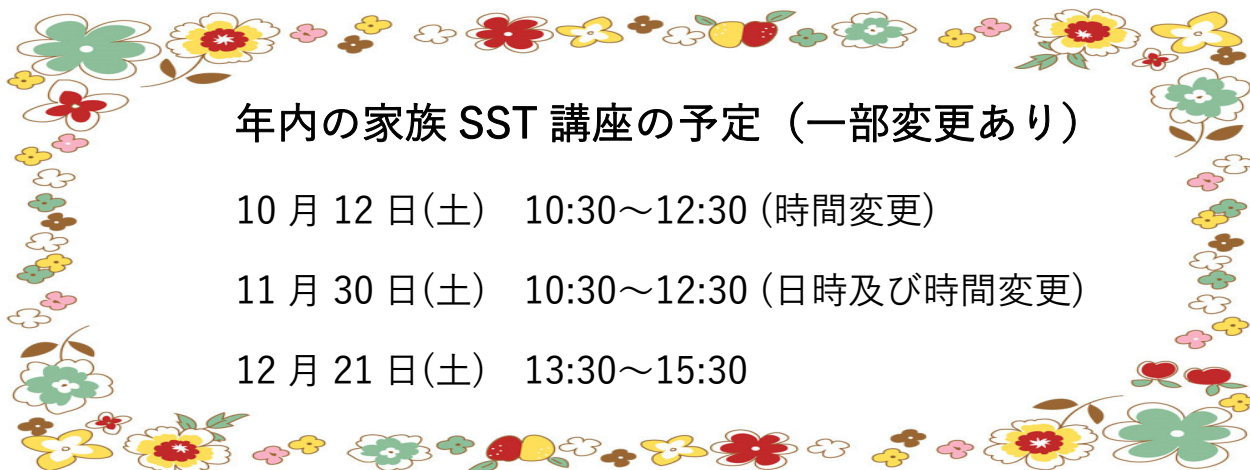 年内の家族 SST 講座の予定（一部変更あり）
10 月 12 日(土)　10:30～12:30 (時間変更)
11 月 30 日(土)　10:30～12:30 (日時及び時間変更)
12 月 21 日(土)　13:30～15:30